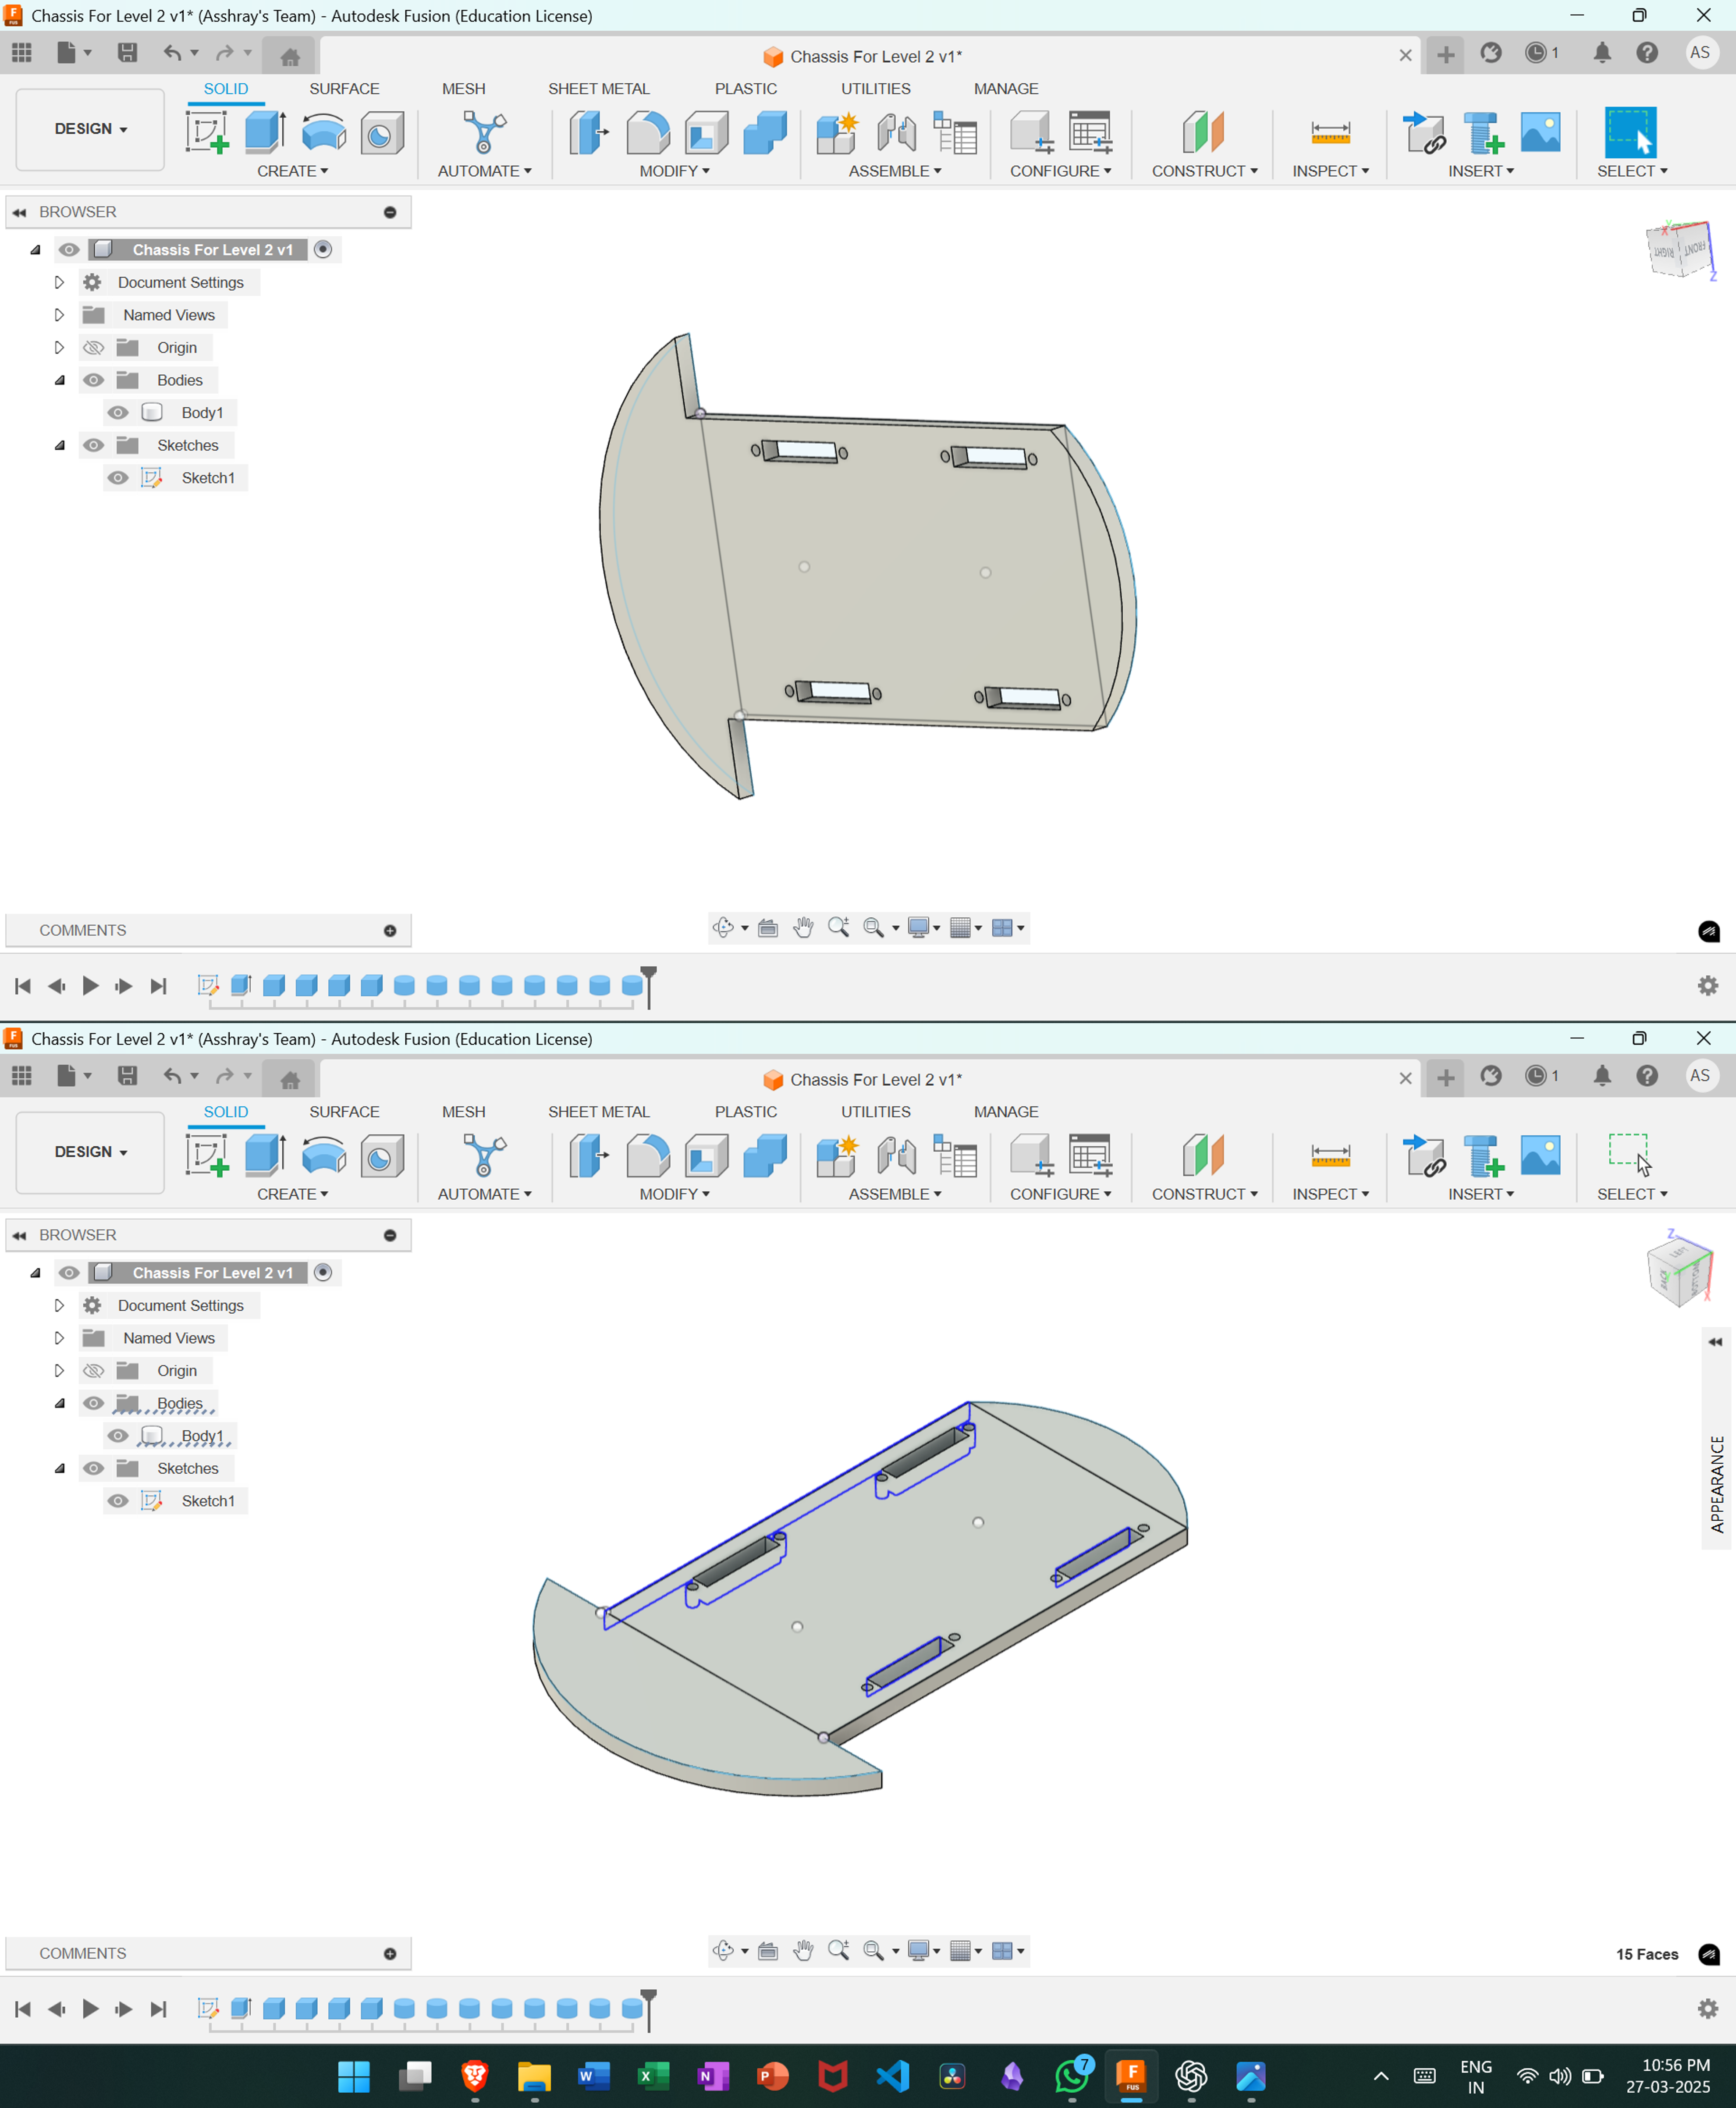 Chassis For Level 2 v1* (Asshray's Team) - Autodesk Fusion (Education License)
Chassis For Level 2 v1*
1
AS
DESIGN
SOLID SURFACE MESH SHEET METAL PLASTIC UTILITIES MANAGE
CREATE AUTOMATE MODIFY ASSEMBLE CONFIGURE CONSTRUCT INSPECT INSERT SELECT
BROWSER
Chassis For Level 2 v1
Document Settings
Named Views
Origin
Bodies
Body1
Sketches
Sketch1
RIGHT FRONT
X
Z
COMMENTS
Chassis For Level 2 v1* (Asshray's Team) - Autodesk Fusion (Education License)
Chassis For Level 2 v1*
1
AS
DESIGN
SOLID SURFACE MESH SHEET METAL PLASTIC UTILITIES MANAGE
CREATE AUTOMATE MODIFY ASSEMBLE CONFIGURE CONSTRUCT INSPECT INSERT SELECT
BROWSER
Chassis For Level 2 v1
Document Settings
Named Views
Origin
Bodies
Body1
Sketches
Sketch1
Z
LEFT
BACK
X
APPEARANCE
COMMENTS
15 Faces
7
ENG
IN
10:56 PM
27-03-2025